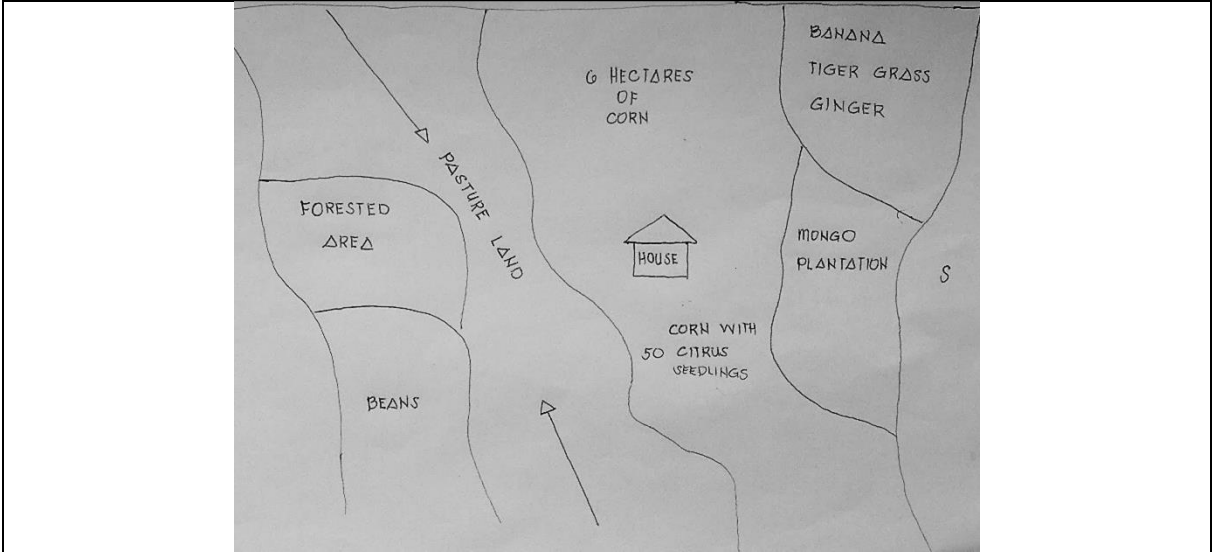 BANANA
TIGER GRASS
GINGER
6 HECTARES
OF
CORN
PASTURE LAND
FORESTED
AREA
HOUSE
MONGO
PLANTATION
S
CORN WITH
50 CITRUS
SEEDLINGS
BEANS